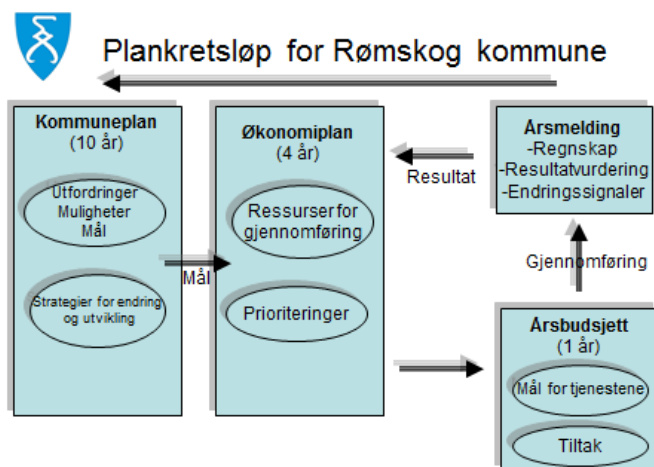 Plankretsløp for Rømskog kommune
Kommuneplan
(10 år)
Utfordringer
Muligheter
Mål
Strategier for endring
og utvikling
Mål
Økonomiplan
(4 år)
Ressurser for
gjennomføring
Prioriteringer
Resultat
Årsmelding
-Regnskap
-Resultatvurdering
-Endringssignaler
Gjennomføring
Årsbudsjett
(1 år)
Mål for tjenestene
Tiltak